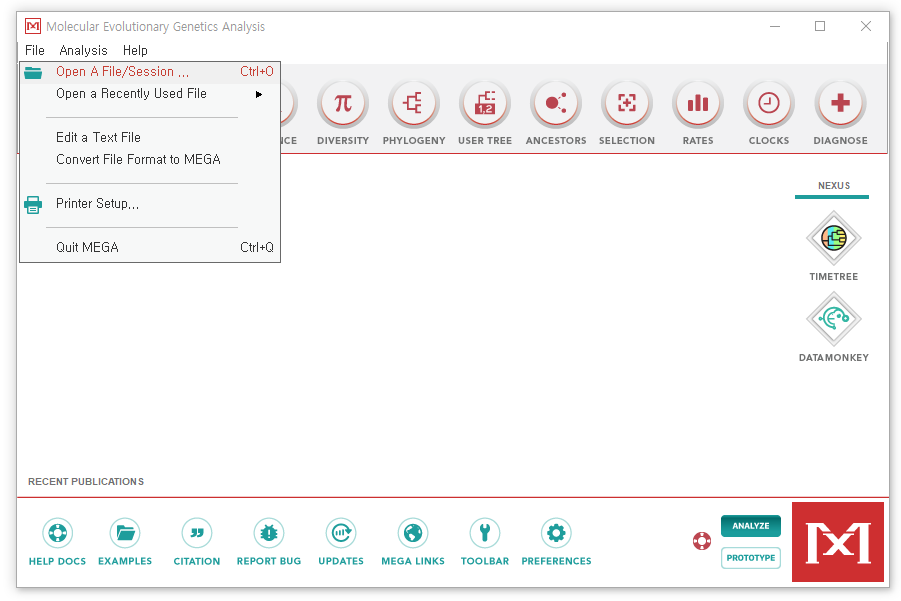 Molecular Evolutionary Genetics Analysis
File Analysis Help
Open A File/Session ... Ctrl+O
Open a Recently Used File
Edit a Text File
Convert File Format to MEGA
Printer Setup...
Quit MEGA Ctrl+Q
NCE DIVERSITY PHYLOGENY USER TREE ANCESTORS SELECTION RATES CLOCKS DIAGNOSE
π 1,2
NEXUS
TIMETREE
DATAMONKEY
RECENT PUBLICATIONS
HELP DOCS EXAMPLES CITATION REPORT BUG UPDATES MEGA LINKS TOOLBAR PREFERENCES
ANALYZE
PROTOTYPE